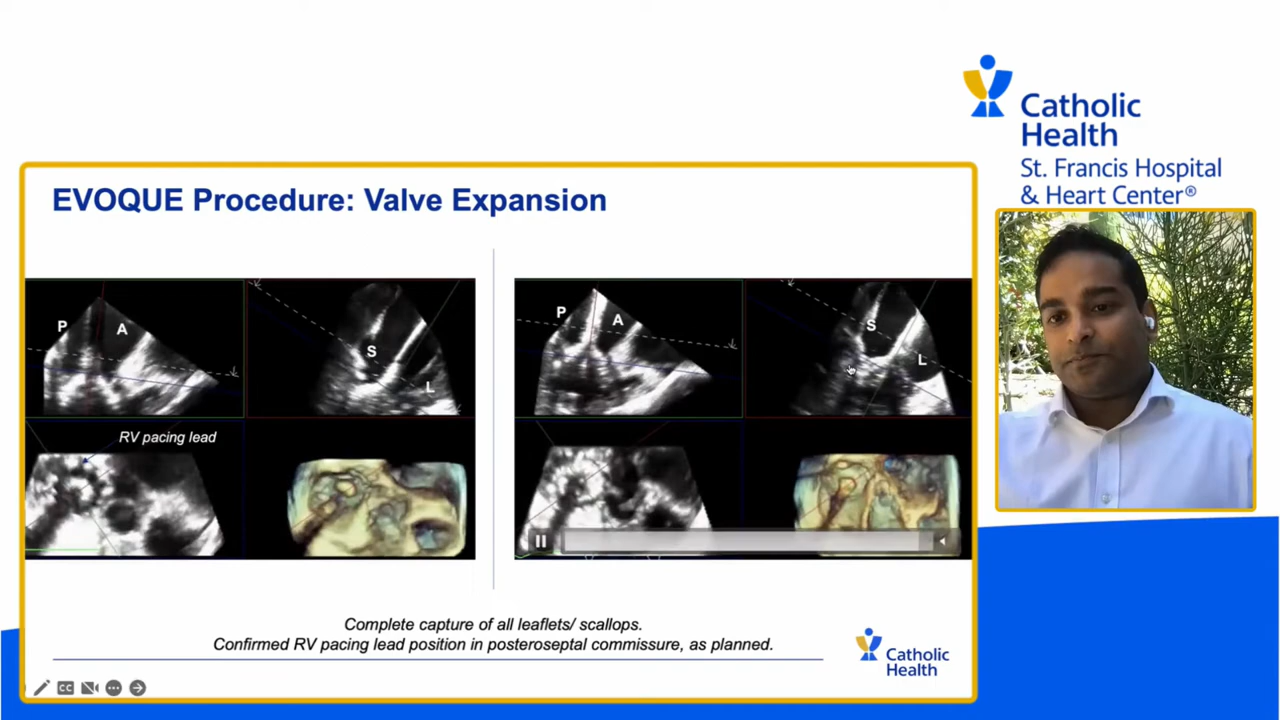 Catholic
Health
St. Francis Hospital
& Heart Center®
EVOQUE Procedure: Valve Expansion
P
A
S
L
P
A
S
L
RV pacing lead
Complete capture of all leaflets/ scallops.
Confirmed RV pacing lead position in posteroseptal commissure, as planned.
Catholic
Health
CC